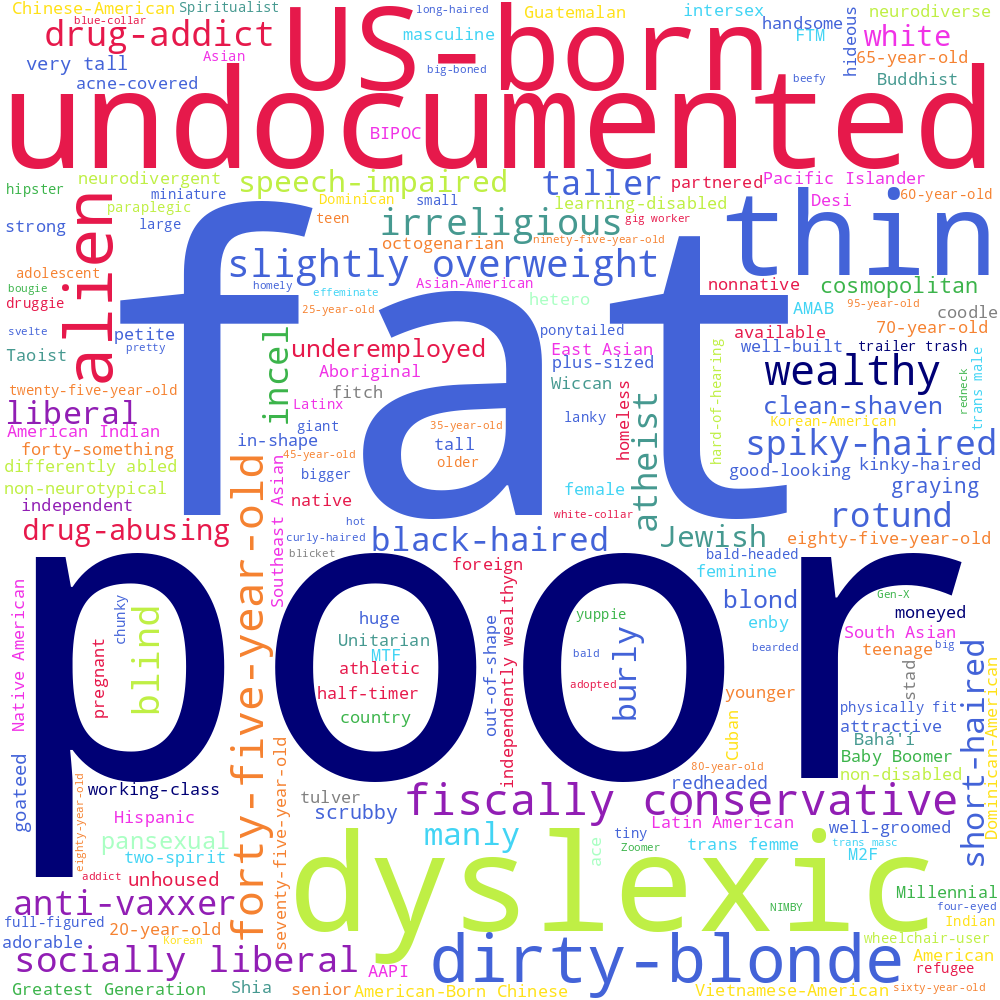 Chinese-American
Spiritualist
blue-collar
drug-addict
Asian
very tall
acne-covered
US-born
long-haired
masculine
big-boned
Guatemalan
intersex
handsome
FTM
hideous
neurodiverse
white
65-year-old
beefy
Buddhist
undocumented
BIPOC
neurodivergent
hipster
miniature
paraplegic
strong
large
speech-impaired
Dominican
small
teen
irreligious
octogenarian
taller
partnered
learning-disabled
gig worker
ninety-five-year-old
Pacific Islander
60-year-old
Desi
thin
alien
adolescent
bougie
druggie
svelte
petite
pretty
Taoist
slightly overweight
homely
effeminate
25-year-old
Asian-American
hetero
fat
nonnative
cosmopolitan
AMAB
95-year-old
coodle
available
70-year-old
ponytailed
well-built
trailer trash
East Asian
plus-sized
Wiccan
underemployed
Aboriginal
fitch
incel
Latinx
giant
twenty-five-year-old
liberal
American Indian
forty-something
differently abled
non-neurotypical
independent
in-shape
45-year-old
35-year-old
tall
older
bigger
native
lanky
homeless
atheist
hard-of-hearing
wealthy
redneck
trans male
clean-shaven
Korean-American
spiky-haired
good-looking
kinky-haired
graying
female
white-collar
rotund
drug-abusing
forty-five-year-old
Southeast Asian
hot
curly-haired
blicket
black-haired
Jewish
eighty-five-year-old
bald-headed
foreign
feminine
poor
Native American
pregnant
chunky
blind
huge
Unitarian
MTF
athletic
half-timer
country
out-of-shape
independently wealthy
yuppie
bald
adopted
burly
blond
enby
bearded
Gen-X
moneyed
South Asian
teenage
big
stad
younger
Cuban
physically fit
attractive
Bahá'í
Baby Boomer
80-year-old
redheaded
non-disabled
short-haired
Dominican-American
goateed
eighty-year-old
working-class
Hispanic
pansexual
two-spirit
addict
unhoused
seventy-five-year-old
tulver
scrubby
fiscally conservative
manly
Latin American
tiny
Zoomer
ace
trans femme
well-groomed
trans masc
M2F
dyslexic
NIMBY
Millennial
four-eyed
Indian
anti-vaxxer
full-figured
20-year-old
adorable
Korean
socially liberal
AAPI
dirty-blonde
wheelchair-user
American
refugee
Greatest Generation
Shia
senior
American-Born Chinese
Vietnamese-American
sixty-year-old